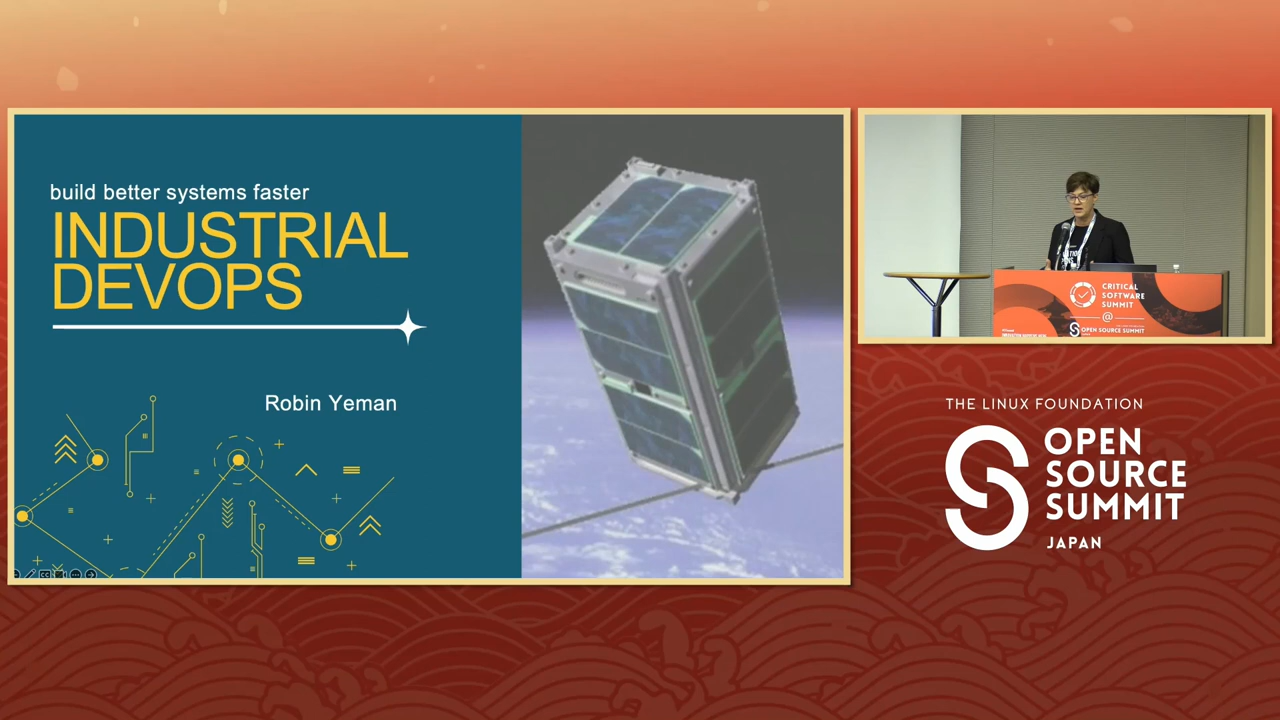 build better systems faster
INDUSTRIAL
DEVOPS
Robin Yeman
CRITICAL
SOFTWARE
SUMMIT
@
OPEN SOURCE SUMMIT
THE LINUX FOUNDATION
OPEN
SOURCE
SUMMIT
JAPAN